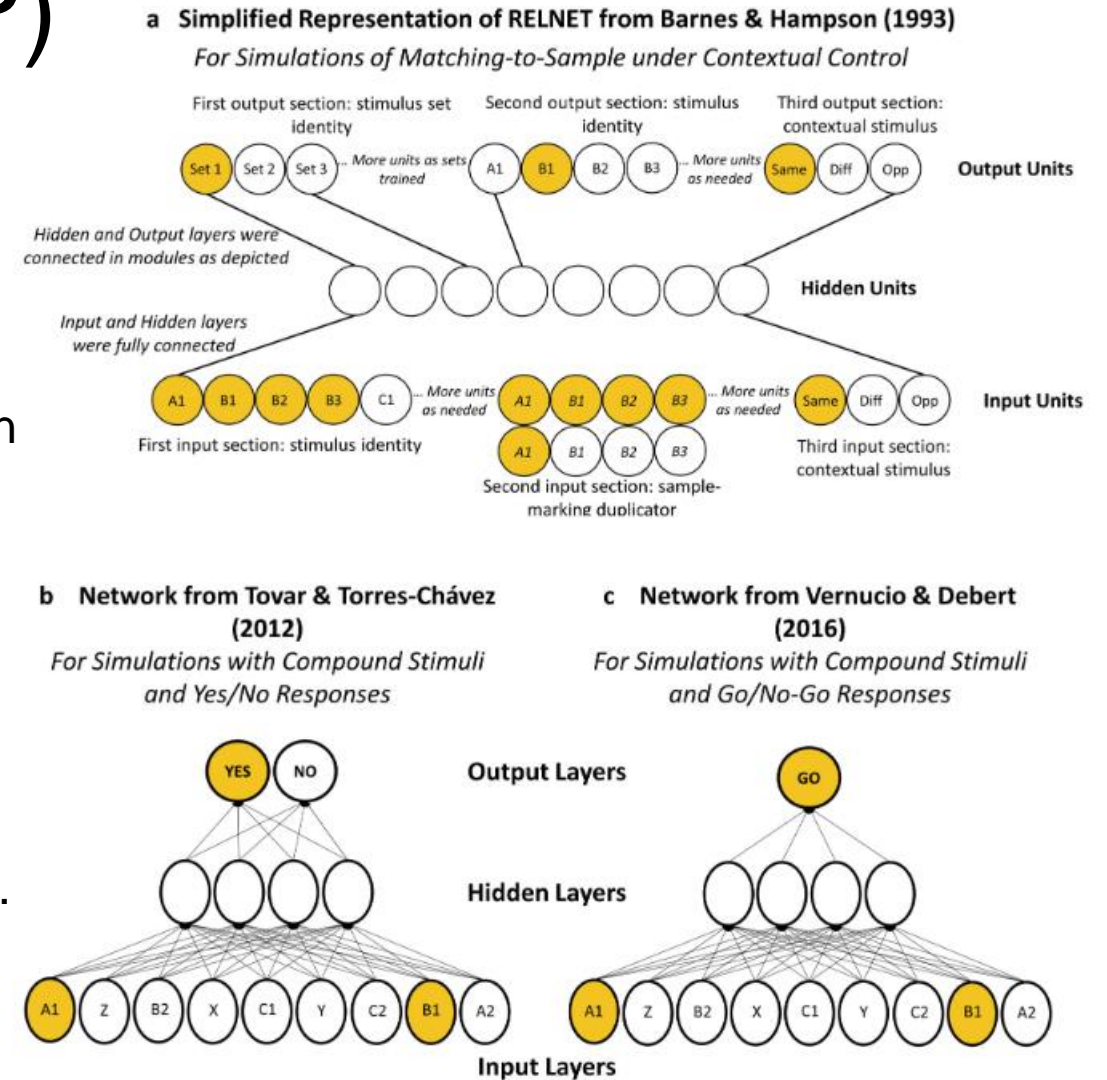 )
a Simplified Representation of RELNET from Barnes & Hampson (1993)
For Simulations of Matching-to-Sample under Contextual Control
First output section: stimulus set
identity
Second output section: stimulus
identity
Third output section:
contextual stimulus
Set 1 Set 2 Set 3 ... More units as sets
trained
A1 B1 B2 B3 ... More units
as needed
Same Diff Opp
Output Units
Hidden and Output layers were
connected in modules as depicted
Hidden Units
Input and Hidden layers
were fully connected
A1 B1 B2 B3 C1 ... More units
as needed
A1 B1 B2 B3 ... More units
as needed
Same Diff Opp
Input Units
n
First input section: stimulus identity
A1 B1 B2 B3
Second input section: sample-
marking duplicator
Third input section:
contextual stimulus
b Network from Tovar & Torres-Chávez
(2012)
For Simulations with Compound Stimuli
and Yes/No Responses
c Network from Vernucio & Debert
(2016)
For Simulations with Compound Stimuli
and Go/No-Go Responses
YES NO
Output Layers
GO
Hidden Layers
.
A1 Z B2 X C1 Y C2 B1 A2
A1 Z B2 X C1 Y C2 B1 A2
Input Layers